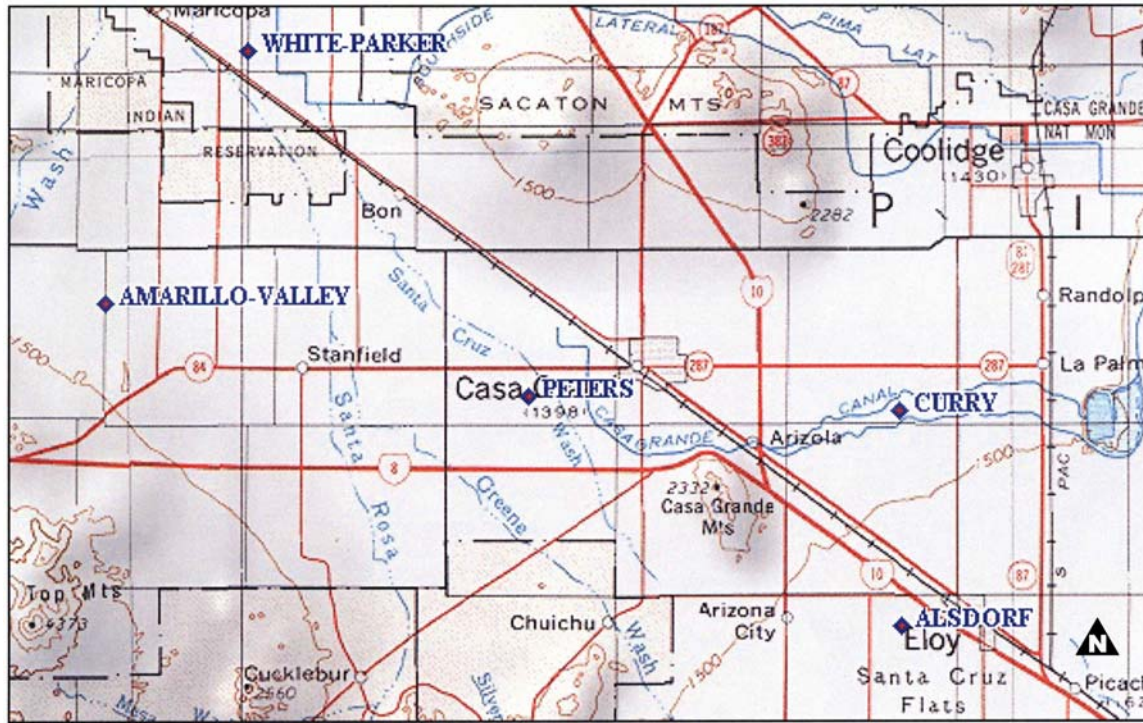 Maricopa
WHITE-PARKER
MARICOPA
INDIAN
RESERVATION
SOUTHSIDE
LATERAL
PIMA
LAT
187
87
SACATON MTS
CASA GRANDE
NAT MON
387
Coolidge
(1430)
Wash
1500
Bon
2282
P I
Santa
Cruz
Wash
10
87
287
Randolp
AMARILLO-VALLEY
1500
84
Stanfield
287
287
La Palm
Casa G
PETERS
(1398)
CANAL
CURRY
CASA GRANDE
Arizola
1500
Santa
Rosa
8
Greene
Wash
2332
Casa Grande
Mts
PAC
S
10
87
Top Mts
4373
Chuichu
Arizona
City
ALSDORF
Eloy
N
Cucklebur
2560
1500
Santa Cruz
Flats
Picach
Silver